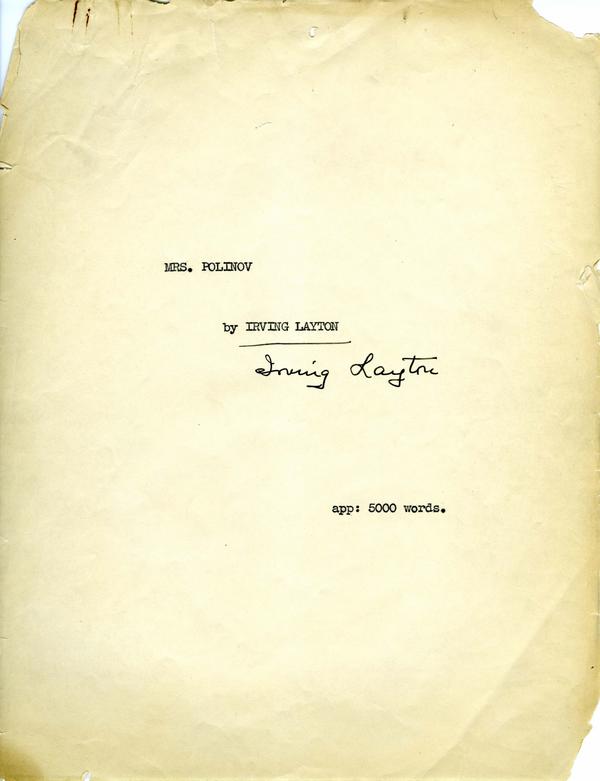 MRS. POLINOV
by IRVING LAYTON
Irving Layton
app: 5000 words.